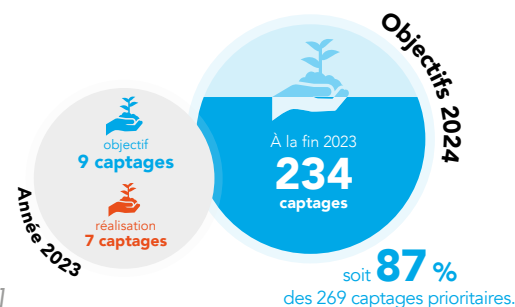 Objectifs 2024
objectif
9 captages
réalisation
7 captages
Année 2023
À la fin 2023
234
captages
soit 87 %
des 269 captages prioritaires.